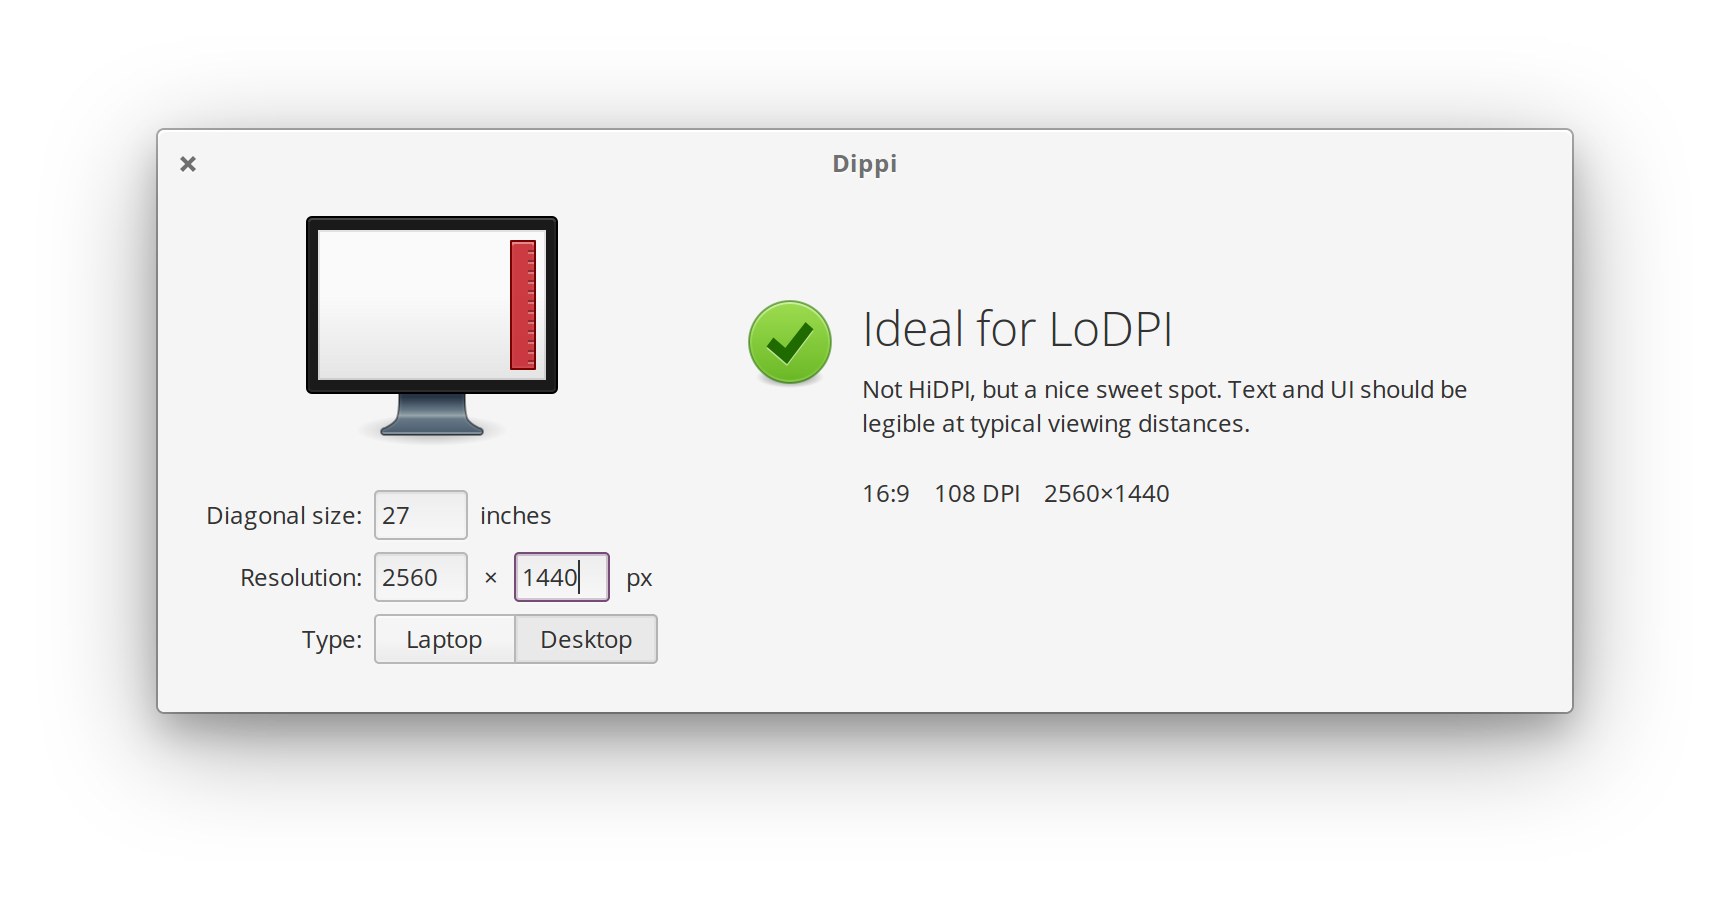 Dippi
Ideal for LoDPI
Not HiDPI, but a nice sweet spot. Text and UI should be
legible at typical viewing distances.
16:9 108 DPI 2560×1440
Diagonal size: 27 inches
Resolution: 2560 × 1440 px
Type: Laptop Desktop